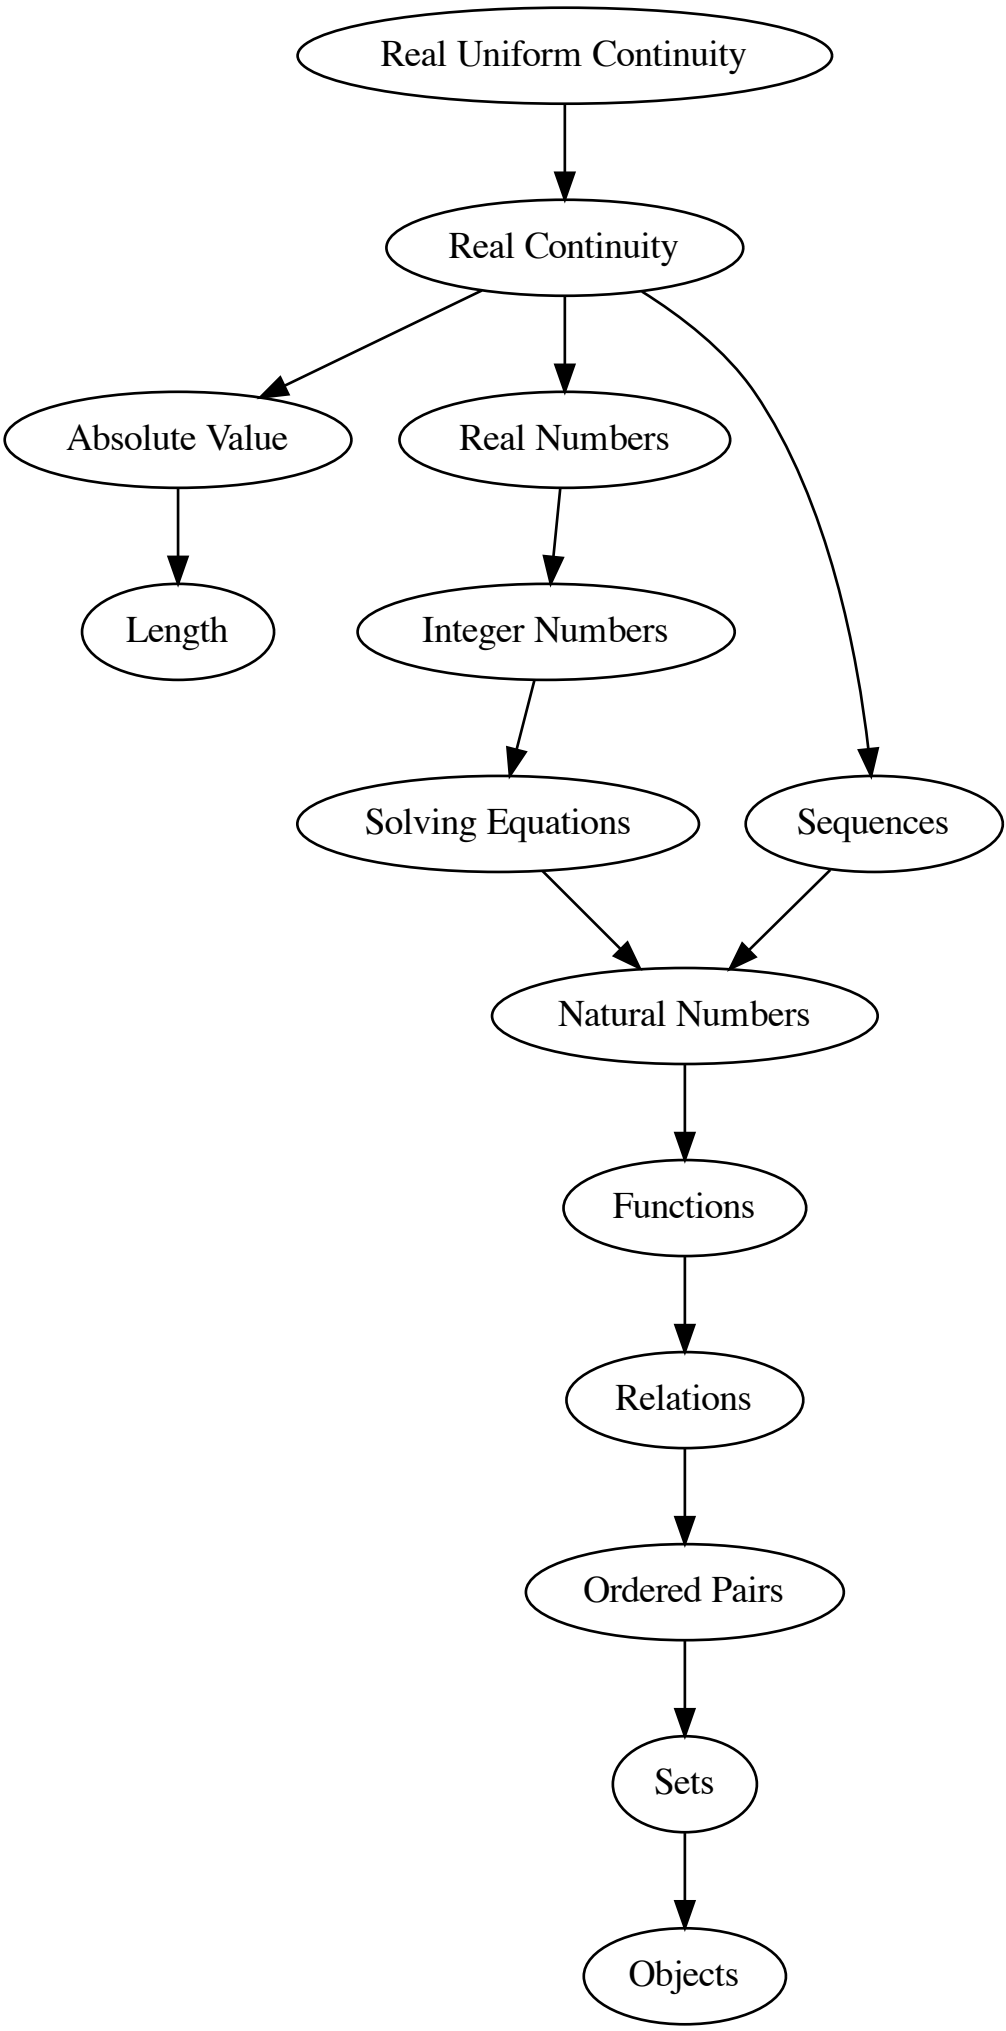 Real Uniform Continuity
Real Continuity
Absolute Value
Real Numbers
Length
Integer Numbers
Solving Equations
Sequences
Natural Numbers
Functions
Relations
Ordered Pairs
Sets
Objects